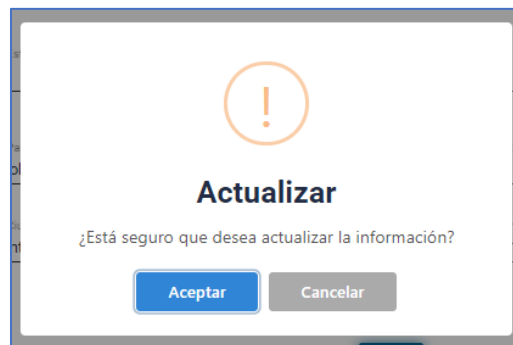 Actualizar
¿Está seguro que desea actualizar la información?
Aceptar
Cancelar